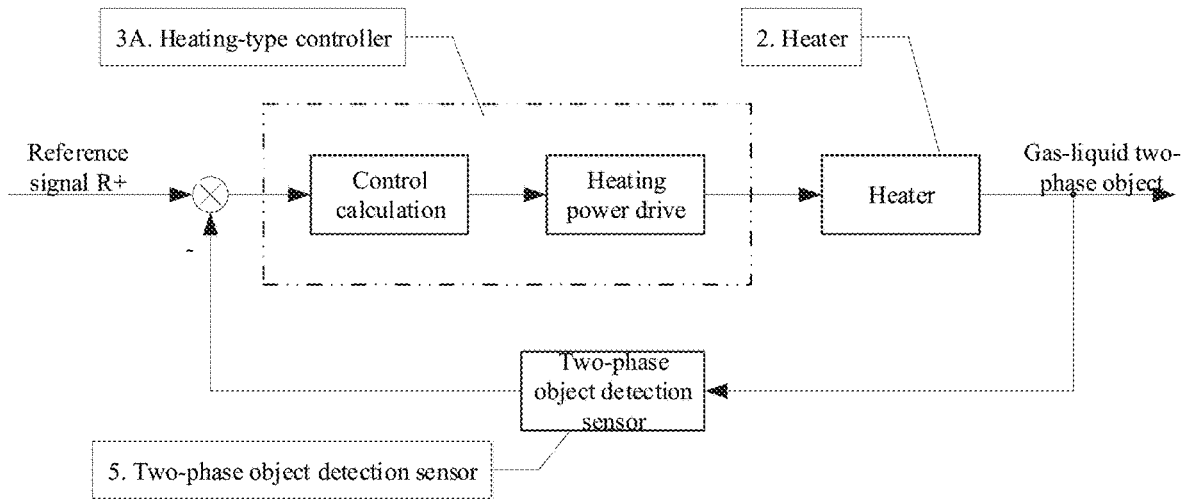 3A. Heating-type controller
2. Heater
Reference
signal R+
Control
calculation
Heating
power drive
Heater
Gas-liquid two-
phase object
-
Two-phase
object detection
sensor
5. Two-phase object detection sensor